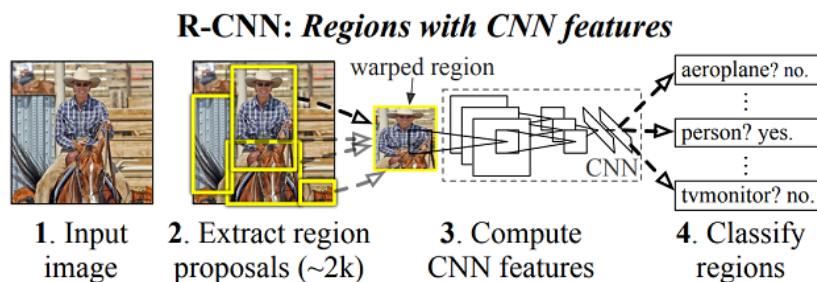 R-CNN: Regions with CNN features
warped region
aeroplane? no.
person? yes.
CNN
tvmonitor? no.
1. Input image
2. Extract region proposals (~2k)
3. Compute CNN features
4. Classify regions